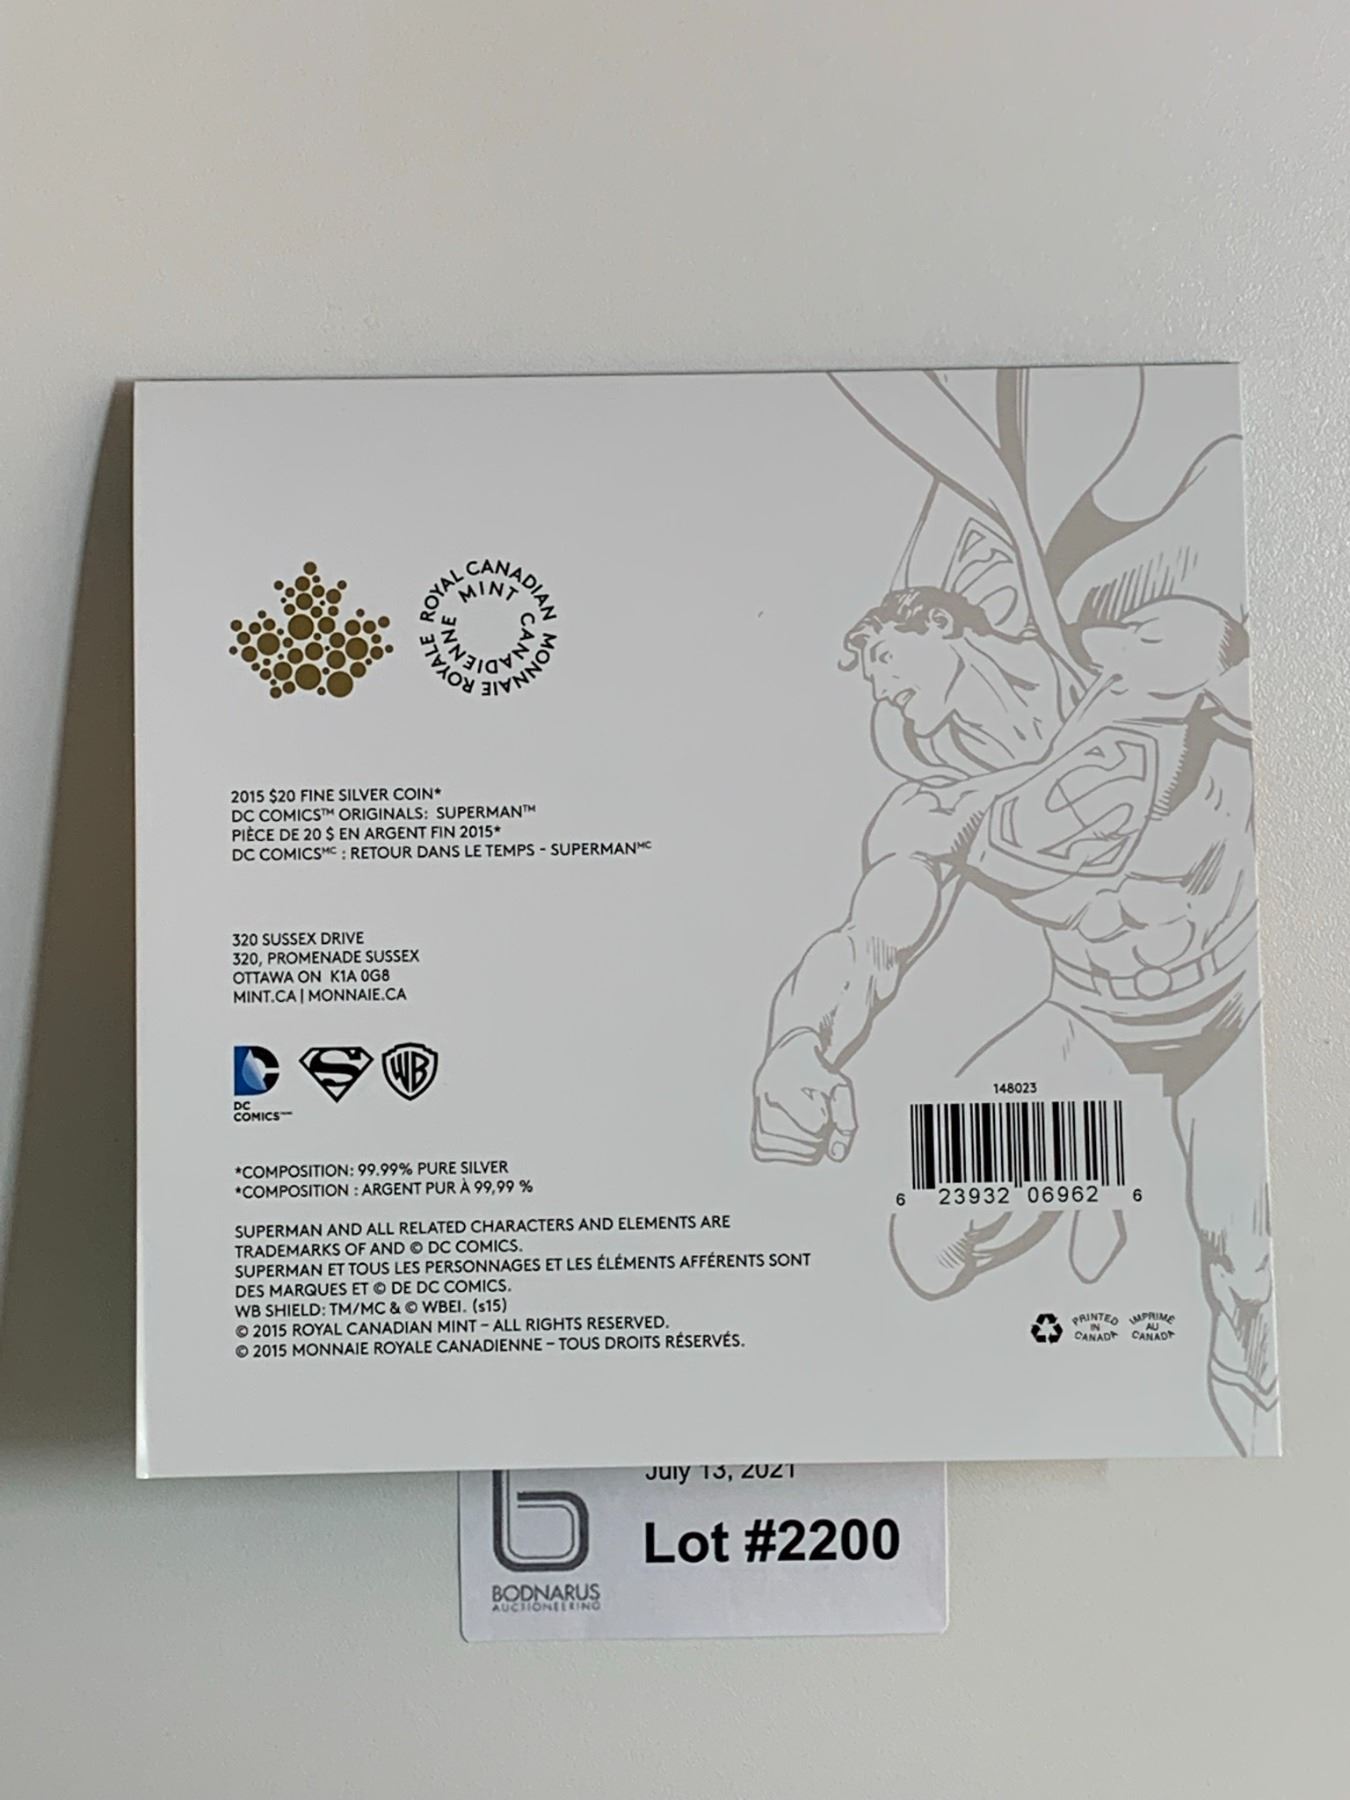 ROYAL CANADIAN MINT
MONNAIE ROYALE CANADIENNE
2015 $20 FINE SILVER COIN*
DC COMICS™ ORIGINALS: SUPERMAN™
PIÈCE DE 20 $ EN ARGENT FIN 2015*
DC COMICSᴹᶜ : RETOUR DANS LE TEMPS - SUPERMANᴹᶜ
320 SUSSEX DRIVE
320, PROMENADE SUSSEX
OTTAWA ON K1A 0G8
MINT.CA | MONNAIE.CA
DC
S
WB
DC
COMICS™
*COMPOSITION: 99.99% PURE SILVER
*COMPOSITION : ARGENT PUR À 99,99 %
SUPERMAN AND ALL RELATED CHARACTERS AND ELEMENTS ARE
TRADEMARKS OF AND © DC COMICS.
SUPERMAN ET TOUS LES PERSONNAGES ET LES ÉLÉMENTS AFFÉRENTS SONT
DES MARQUES ET © DE DC COMICS.
WB SHIELD: TM/MC & © WBEI. (s15)
© 2015 ROYAL CANADIAN MINT – ALL RIGHTS RESERVED.
© 2015 MONNAIE ROYALE CANADIENNE – TOUS DROITS RÉSERVÉS.
148023
6 23932 06962 6
PRINTED IN CANADA
IMPRIMÉ AU CANADA
July 13, 2021
Lot #2200
BODNARUS
AUCTIONEERING